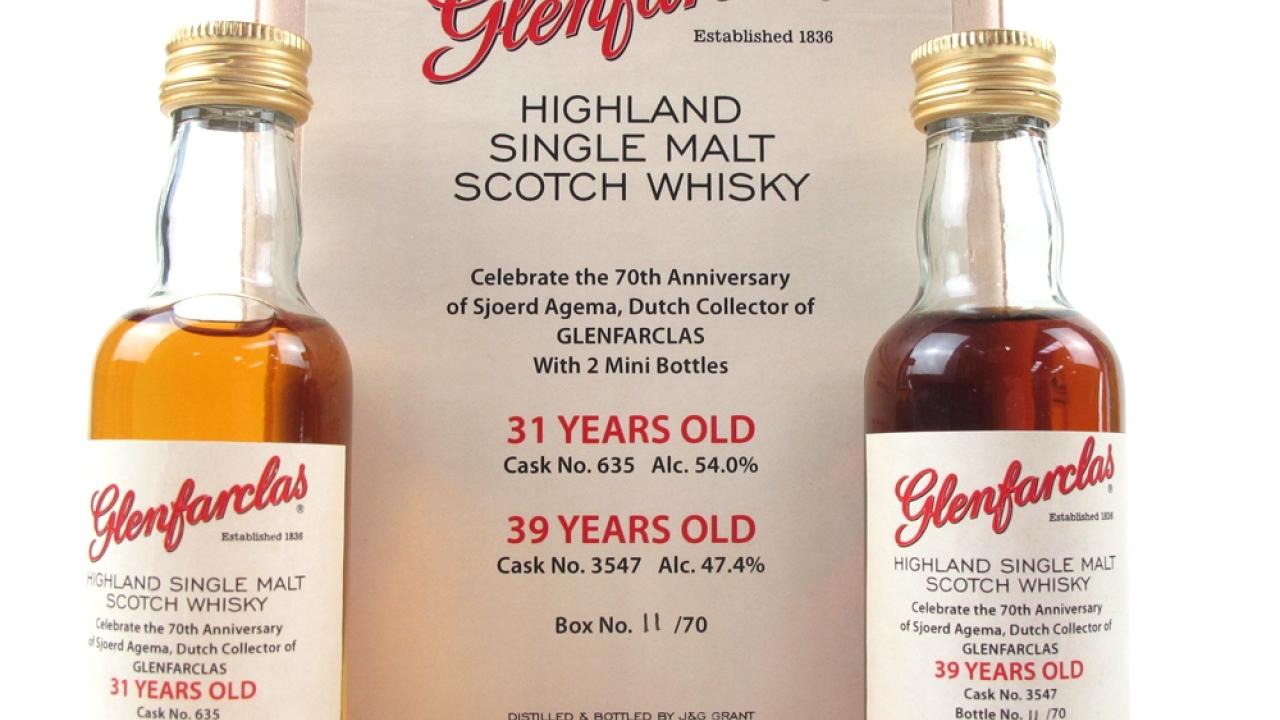 Glenfarclas
Established 1836
HIGHLAND
SINGLE MALT
SCOTCH WHISKY
Celebrate the 70th Anniversary
of Sjoerd Agema, Dutch Collector of
GLENFARCLAS
With 2 Mini Bottles
31 YEARS OLD
Cask No. 635 Alc. 54.0%
39 YEARS OLD
Cask No. 3547 Alc. 47.4%
Box No. 11 /70
DISTILLED & BOTTLED BY J&G GRANT
Glenfarclas®
Established 1836
HIGHLAND SINGLE MALT
SCOTCH WHISKY
Celebrate the 70th Anniversary
of Sjoerd Agema, Dutch Collector of
GLENFARCLAS
31 YEARS OLD
Cask No. 635
Glenfarclas®
Established 1836
HIGHLAND SINGLE MALT
SCOTCH WHISKY
Celebrate the 70th Anniversary
of Sjoerd Agema, Dutch Collector of
GLENFARCLAS
39 YEARS OLD
Cask No. 3547
Bottle No. 11 /70